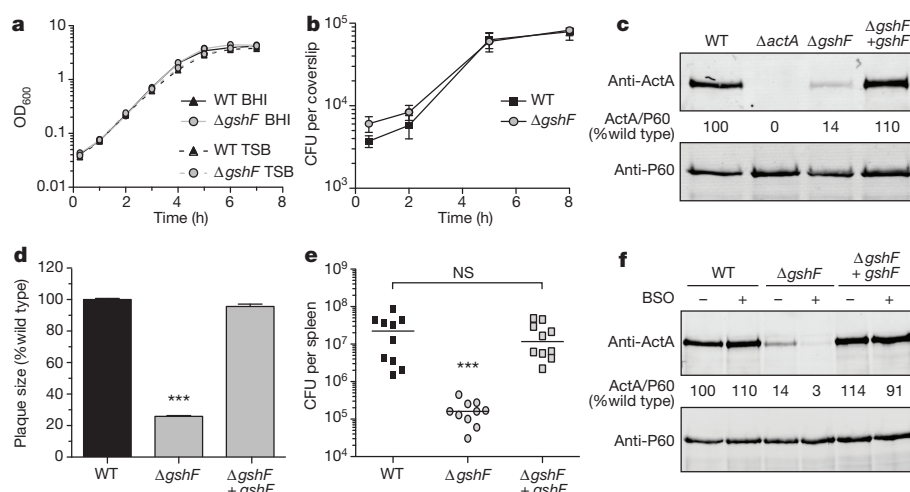 a
OD600
10
1
0.1
0.01
0 2 4 6 8
Time (h)
WT BHI
ΔgshF BHI
WT TSB
ΔgshF TSB
b
CFU per coverslip
10^6
10^5
10^4
10^3
0 2 4 6 8
Time (h)
WT
ΔgshF
c
WT ΔactA ΔgshF ΔgshF
+gshF
Anti-ActA
ActA/P60
(% wild type)
100 0 14 110
Anti-P60
d
Plaque size (% wild type)
120
100
80
60
40
20
0
***
WT ΔgshF ΔgshF
+ gshF
e
CFU per spleen
10^9
10^8
10^7
10^6
10^5
10^4
NS
***
WT ΔgshF ΔgshF
+ gshF
f
WT ΔgshF ΔgshF
+ gshF
BSO – + – + – +
Anti-ActA
ActA/P60
(% wild type)
100 110 14 3 114 91
Anti-P60